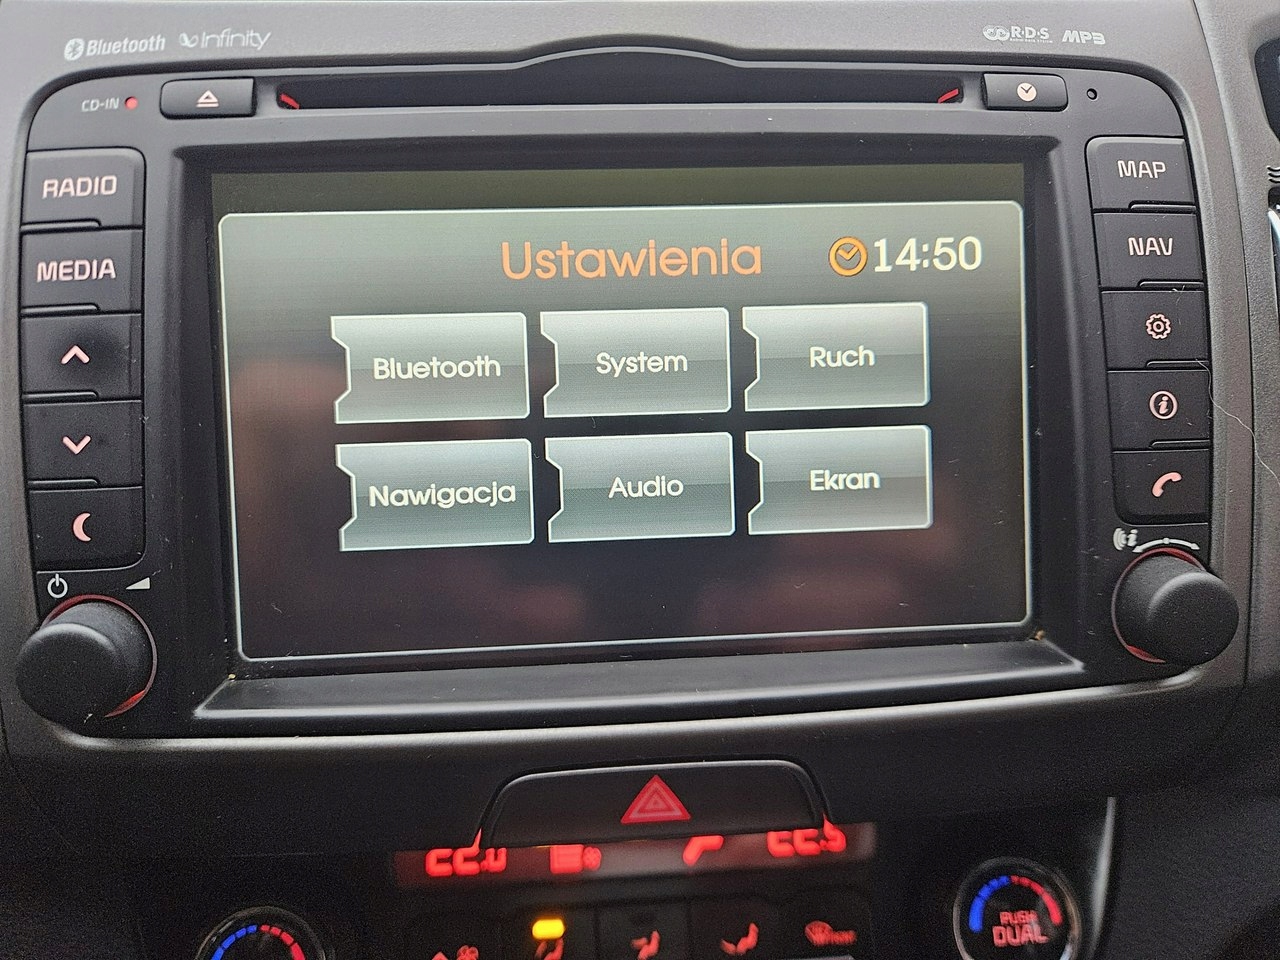 Bluetooth Infinity
R·D·S MP3
CD-IN
RADIO
MEDIA
MAP
NAV
Ustawienia 14:50
Bluetooth System Ruch
Nawigacja Audio Ekran
PUSH
DUAL